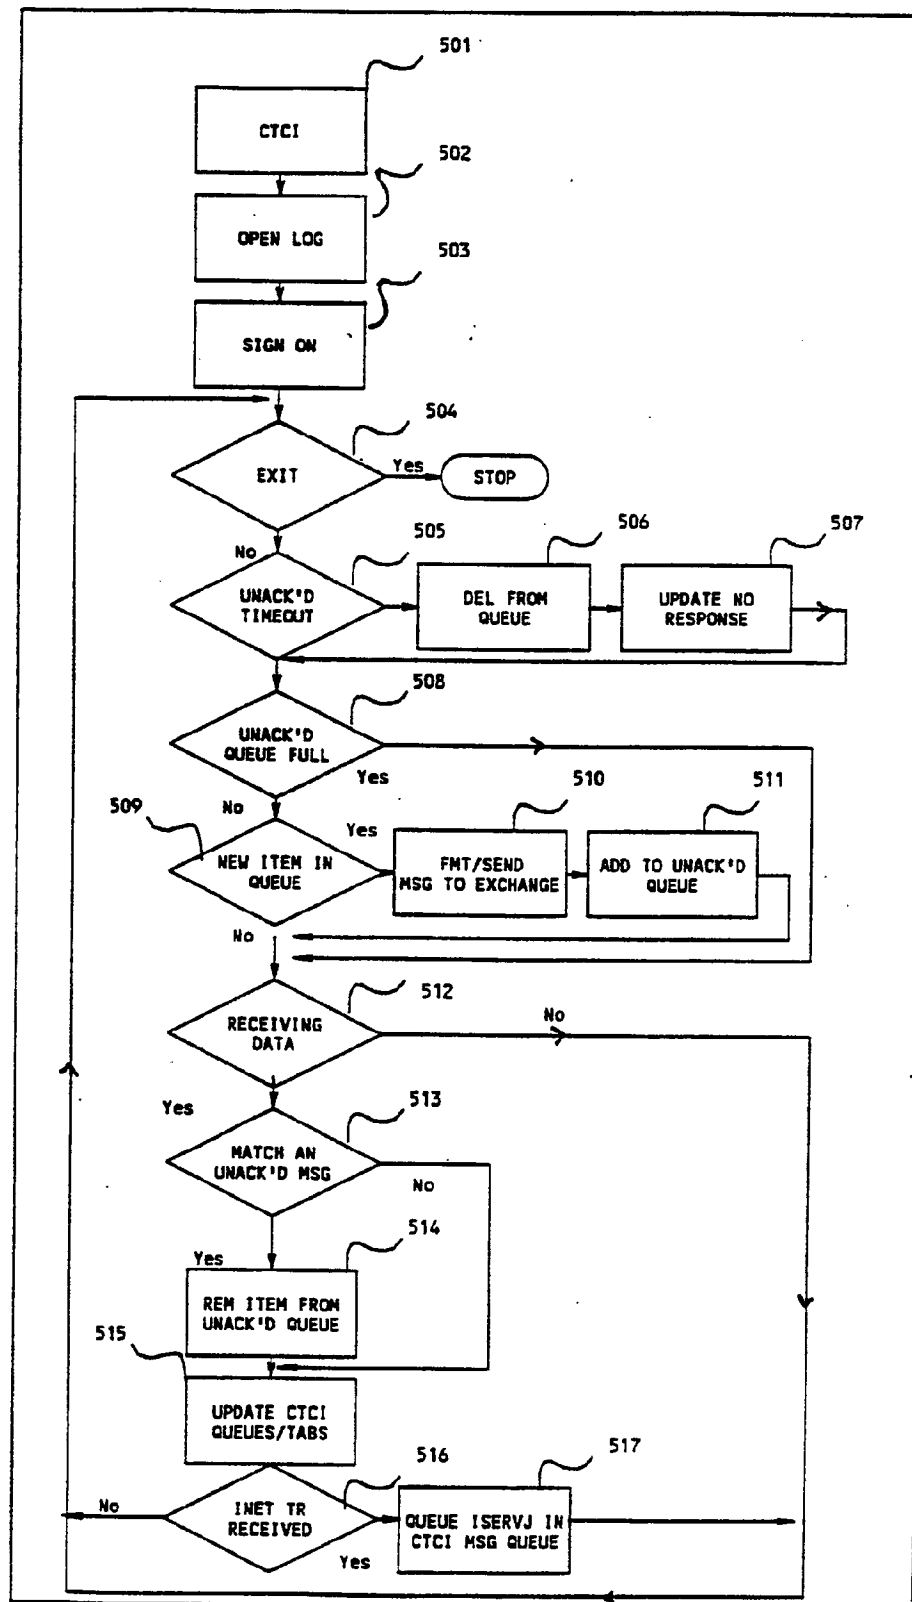 501
CTCI
502
OPEN LOG
503
SIGN ON
504
EXIT
Yes
STOP
No
505
506
507
UNACK'D
TIMEOUT
DEL FROM
QUEUE
UPDATE NO
RESPONSE
508
UNACK'D
QUEUE FULL
Yes
No
509
510
511
Yes
NEW ITEM IN
QUEUE
FMT/SEND
MSG TO EXCHANGE
ADD TO UNACK'D
QUEUE
No
512
RECEIVING
DATA
No
Yes
513
MATCH AN
UNACK'D MSG
No
514
Yes
REM ITEM FROM
UNACK'D QUEUE
515
UPDATE CTCI
QUEUES/TABS
516
517
No
INET TR
RECEIVED
Yes
QUEUE ISERVJ IN
CTCI MSG QUEUE